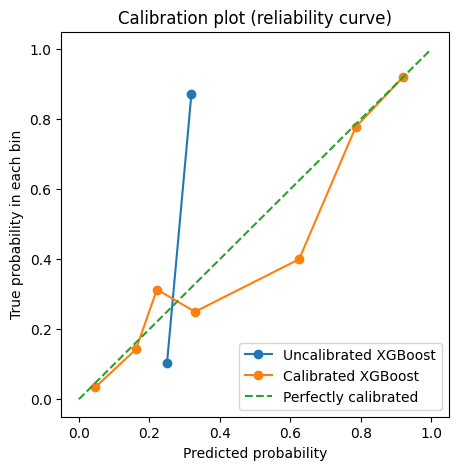 Calibration plot (reliability curve)
True probability in each bin
1.0
0.8
0.6
0.4
0.2
0.0
Uncalibrated XGBoost
Calibrated XGBoost
Perfectly calibrated
0.0 0.2 0.4 0.6 0.8 1.0
Predicted probability